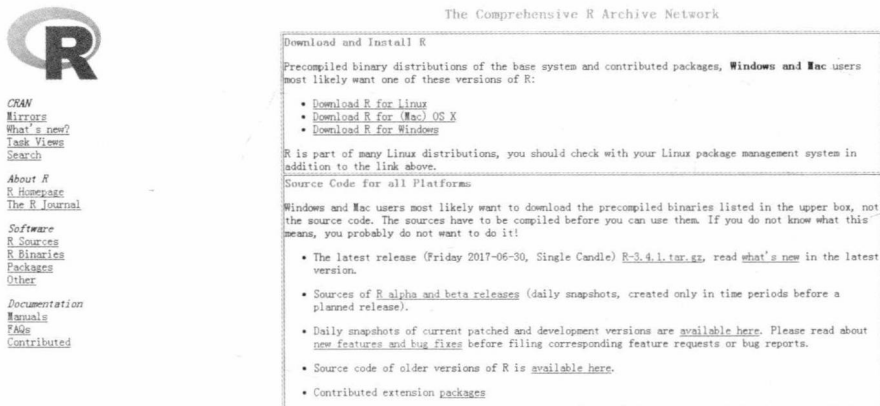 The Comprehensive R Archive Network
R
CRAN
Mirrors
What's new?
Task Views
Search
About R
R Homepage
The R Journal
Software
R Sources
R Binaries
Packages
Other
Documentation
Manuals
FAQs
Contributed
Download and Install R
Precompiled binary distributions of the base system and contributed packages, Windows and Mac users
most likely want one of these versions of R:
• Download R for Linux
• Download R for (Mac) OS X
• Download R for Windows
R is part of many Linux distributions, you should check with your Linux package management system in
addition to the link above.
Source Code for all Platforms
Windows and Mac users most likely want to download the precompiled binaries listed in the upper box, not
the source code. The sources have to be compiled before you can use them. If you do not know what this
means, you probably do not want to do it!
• The latest release (Friday 2017-06-30, Single Candle) R-3.4.1.tar.gz, read what's new in the latest
version.
• Sources of R alpha and beta releases (daily snapshots, created only in time periods before a
planned release).
• Daily snapshots of current patched and development versions are available here. Please read about
new features and bug fixes before filing corresponding feature requests or bug reports.
• Source code of older versions of R is available here.
• Contributed extension packages